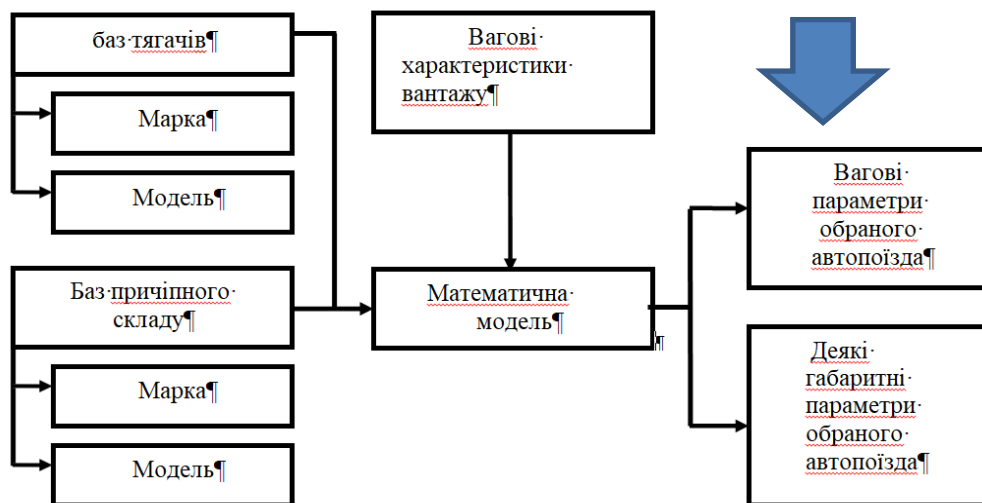 баз·тягачів¶
Марка¶
Модель¶
Баз·причіпного·
складу¶
Марка¶
Модель¶
Вагові·
характеристики·
вантажу¶
Математична·
модель¶
¶
Вагові·
параметри·
обраного·
автопоїзда¶
Деякі·
габаритні·
параметри·
обраного·
автопоїзда¶